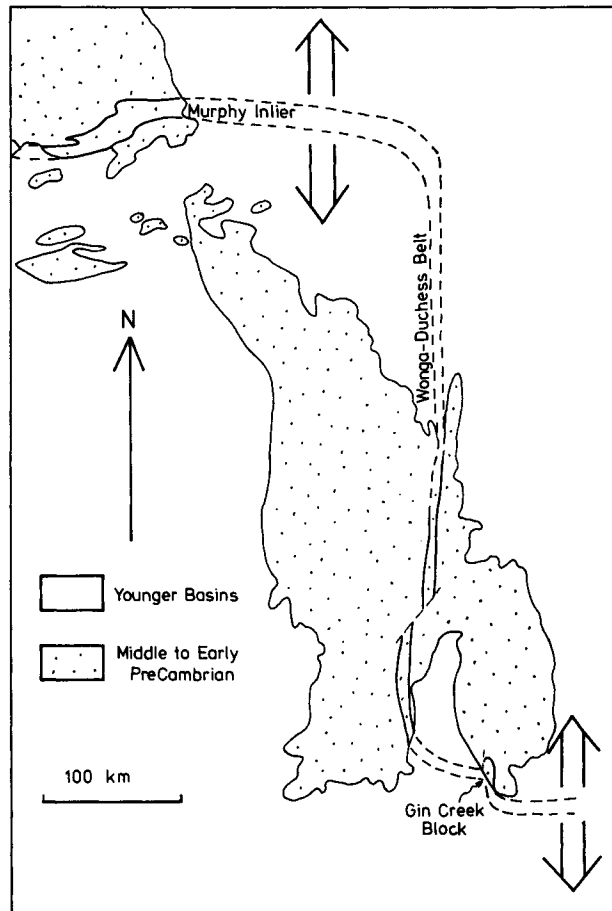 Murphy Inlier
Wonga-Duchess Belt
N
Younger Basins
Middle to Early
PreCambrian
100 km
Gin Creek
Block